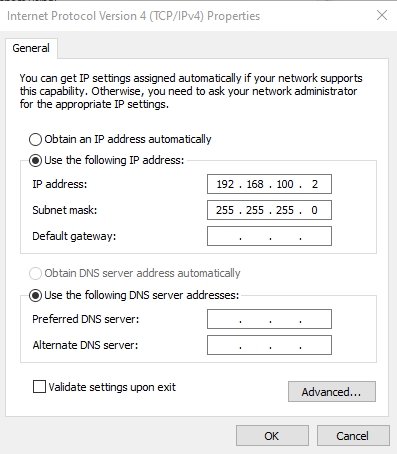 Internet Protocol Version 4 (TCP/IPv4) Properties
General
You can get IP settings assigned automatically if your network supports
this capability. Otherwise, you need to ask your network administrator
for the appropriate IP settings.
Obtain an IP address automatically
Use the following IP address:
IP address: 192 . 168 . 100 . 2
Subnet mask: 255 . 255 . 255 . 0
Default gateway: . . .
Obtain DNS server address automatically
Use the following DNS server addresses:
Preferred DNS server: . . .
Alternate DNS server: . . .
Validate settings upon exit
Advanced...
OK Cancel